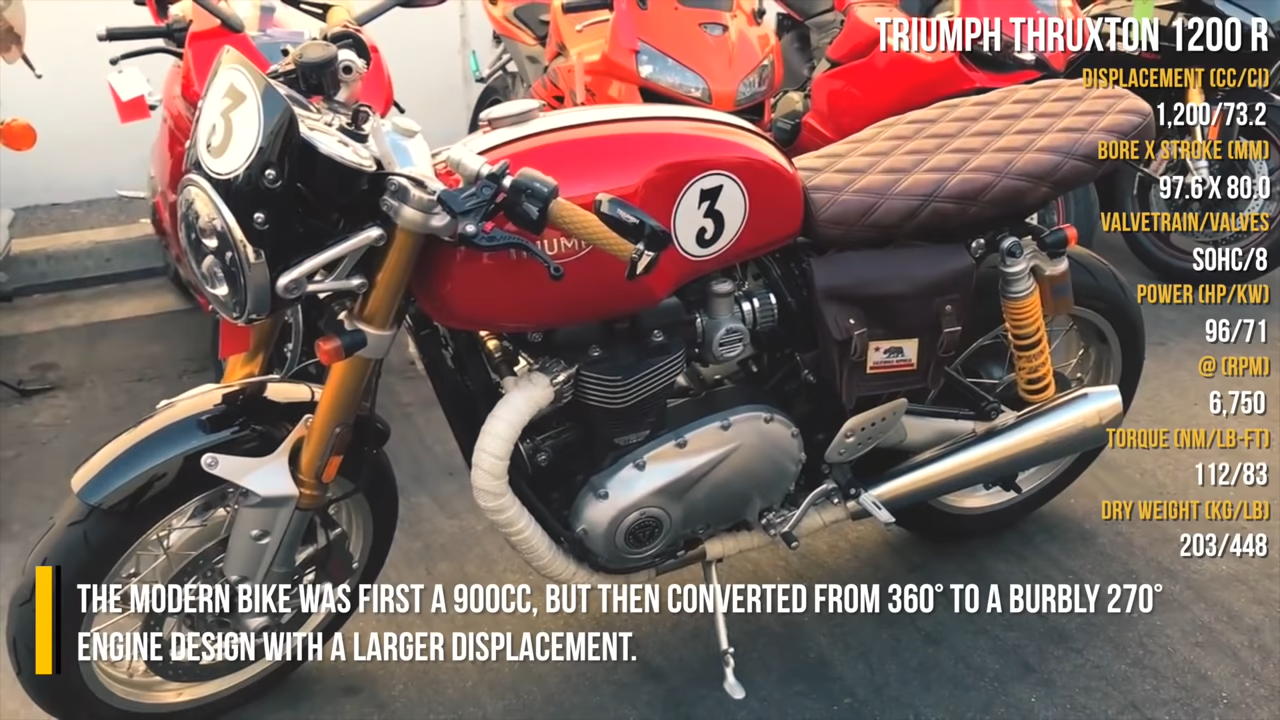 TRIUMPH THRUXTON 1200 R
DISPLACEMENT (CC/CI)
1,200/73.2
BORE X STROKE (MM)
97.6 X 80.0
VALVETRAIN/VALVES
SOHC/8
POWER (HP/KW)
96/71
@ (RPM)
6,750
TORQUE (NM/LB-FT)
112/83
DRY WEIGHT (KG/LB)
203/448
3
3
TRIUMPH
CALIFORNIA REPUBLIC
THE MODERN BIKE WAS FIRST A 900CC, BUT THEN CONVERTED FROM 360° TO A BURBLY 270°
ENGINE DESIGN WITH A LARGER DISPLACEMENT.